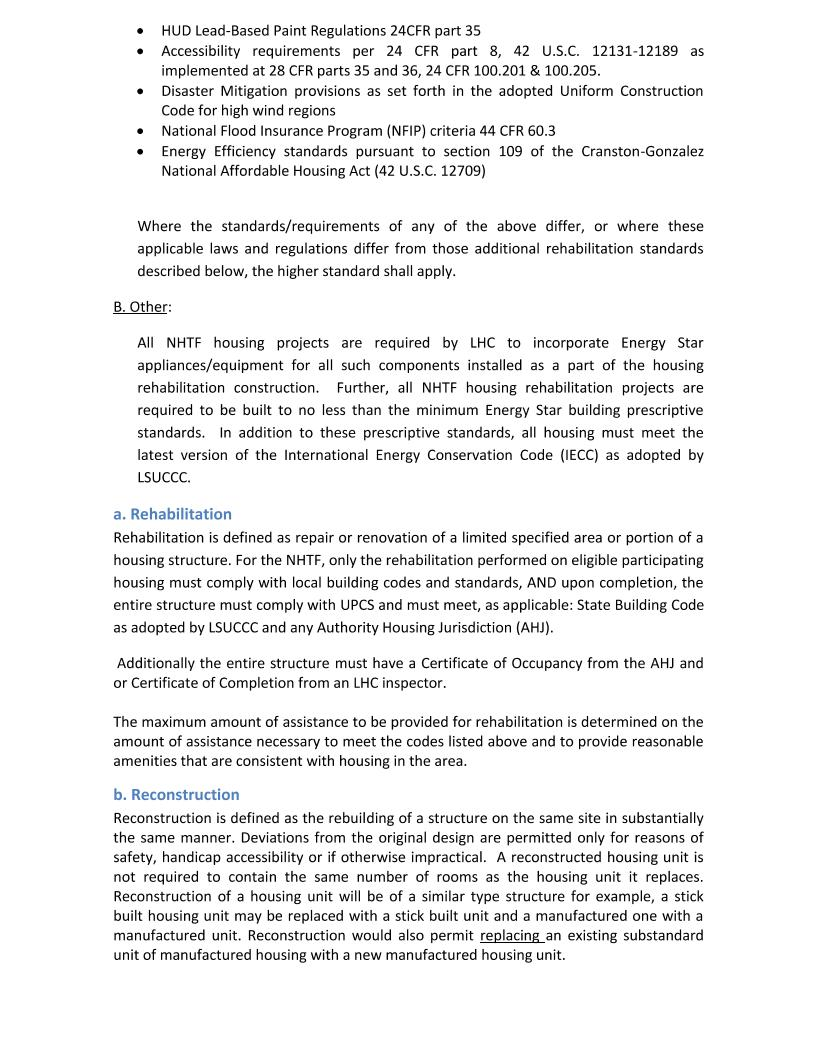 • HUD Lead-Based Paint Regulations 24CFR part 35
• Accessibility requirements per 24 CFR part 8, 42 U.S.C. 12131-12189 as
implemented at 28 CFR parts 35 and 36, 24 CFR 100.201 & 100.205.
• Disaster Mitigation provisions as set forth in the adopted Uniform Construction
Code for high wind regions
• National Flood Insurance Program (NFIP) criteria 44 CFR 60.3
• Energy Efficiency standards pursuant to section 109 of the Cranston-Gonzalez
National Affordable Housing Act (42 U.S.C. 12709)
Where the standards/requirements of any of the above differ, or where these
applicable laws and regulations differ from those additional rehabilitation standards
described below, the higher standard shall apply.
B. Other:
All NHTF housing projects are required by LHC to incorporate Energy Star
appliances/equipment for all such components installed as a part of the housing
rehabilitation construction.  Further, all NHTF housing rehabilitation projects are
required to be built to no less than the minimum Energy Star building prescriptive
standards.  In addition to these prescriptive standards, all housing must meet the
latest version of the International Energy Conservation Code (IECC) as adopted by
LSUCCC.
a. Rehabilitation
Rehabilitation is defined as repair or renovation of a limited specified area or portion of a
housing structure. For the NHTF, only the rehabilitation performed on eligible participating
housing must comply with local building codes and standards, AND upon completion, the
entire structure must comply with UPCS and must meet, as applicable: State Building Code
as adopted by LSUCCC and any Authority Housing Jurisdiction (AHJ).
Additionally the entire structure must have a Certificate of Occupancy from the AHJ and
or Certificate of Completion from an LHC inspector.
The maximum amount of assistance to be provided for rehabilitation is determined on the
amount of assistance necessary to meet the codes listed above and to provide reasonable
amenities that are consistent with housing in the area.
b. Reconstruction
Reconstruction is defined as the rebuilding of a structure on the same site in substantially
the same manner. Deviations from the original design are permitted only for reasons of
safety, handicap accessibility or if otherwise impractical.  A reconstructed housing unit is
not required to contain the same number of rooms as the housing unit it replaces.
Reconstruction of a housing unit will be of a similar type structure for example, a stick
built housing unit may be replaced with a stick built unit and a manufactured one with a
manufactured unit. Reconstruction would also permit replacing an existing substandard
unit of manufactured housing with a new manufactured housing unit.